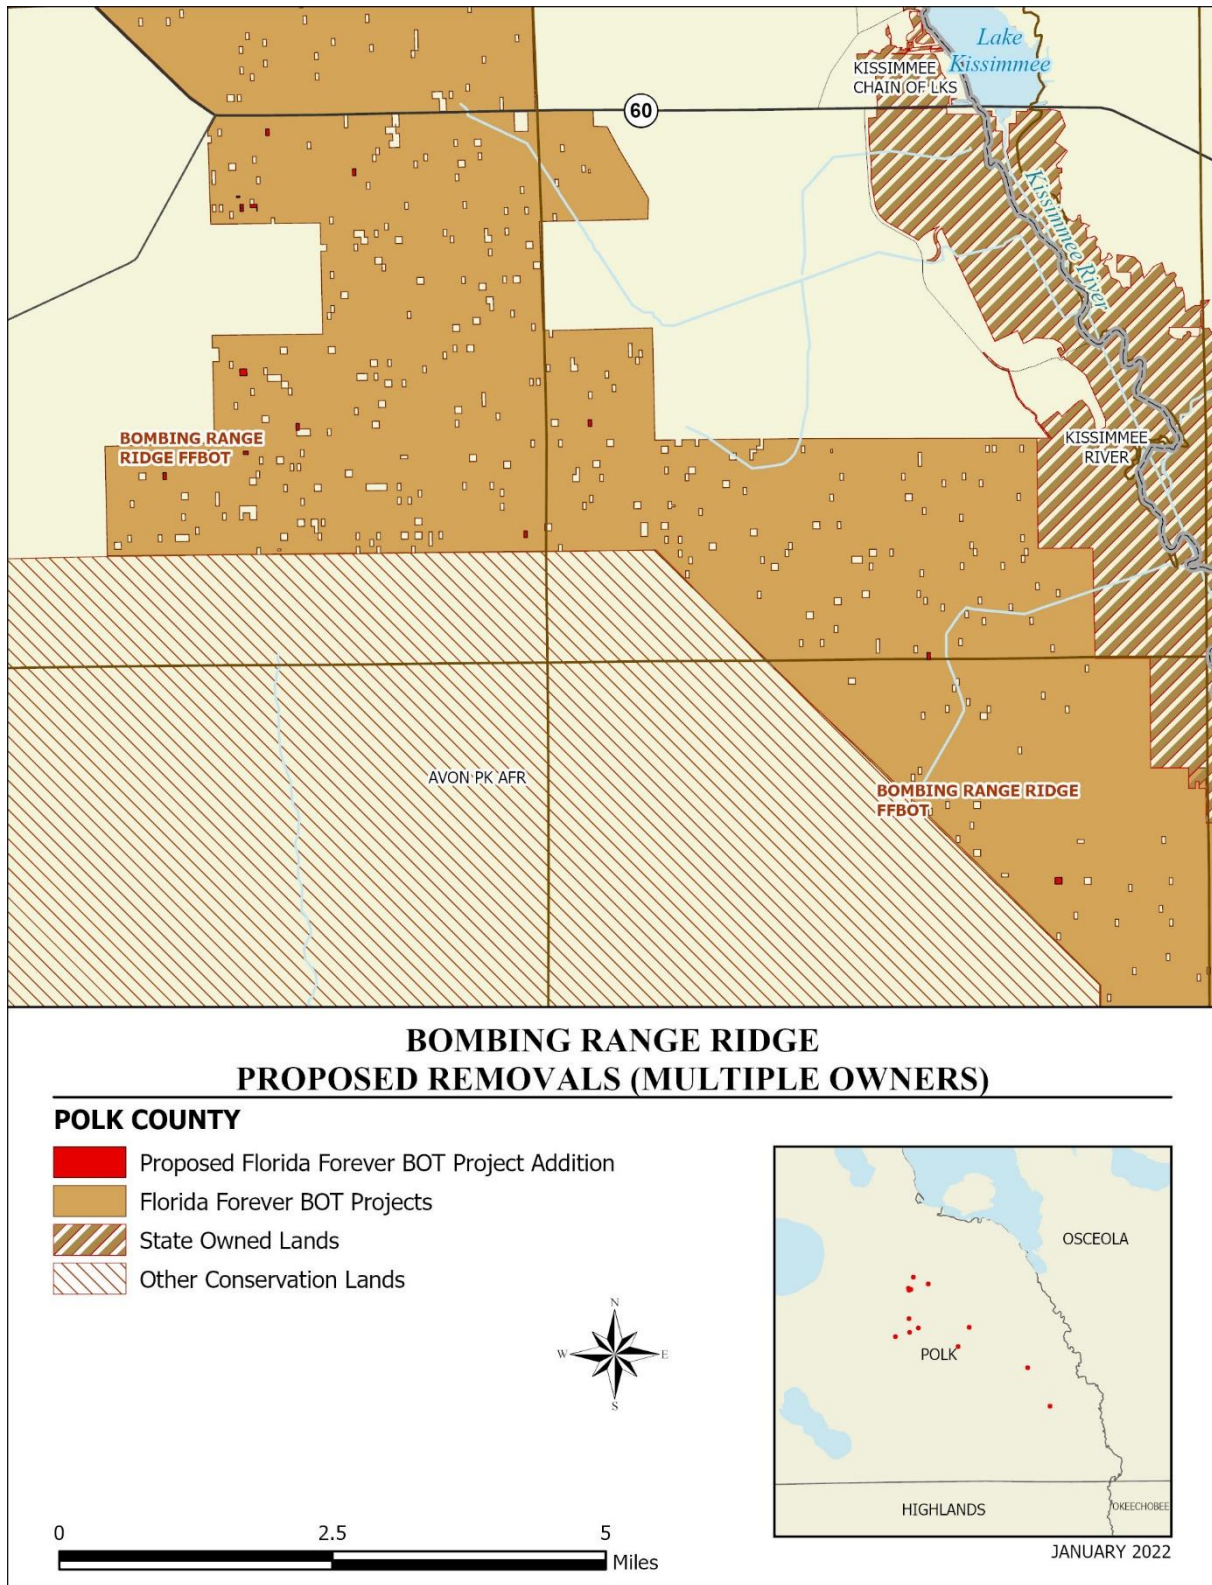 Lake
Kissimmee
KISSIMMEE
CHAIN OF LKS
60
Kissimmee River
BOMBING RANGE
RIDGE FFBOT
KISSIMMEE
RIVER
AVON PK AFR
BOMBING RANGE RIDGE
FFBOT
BOMBING RANGE RIDGE
PROPOSED REMOVALS (MULTIPLE OWNERS)
POLK COUNTY
Proposed Florida Forever BOT Project Addition
Florida Forever BOT Projects
State Owned Lands
Other Conservation Lands
N
W
E
S
OSCEOLA
POLK
HIGHLANDS
OKEECHOBEE
0
2.5
5
Miles
JANUARY 2022